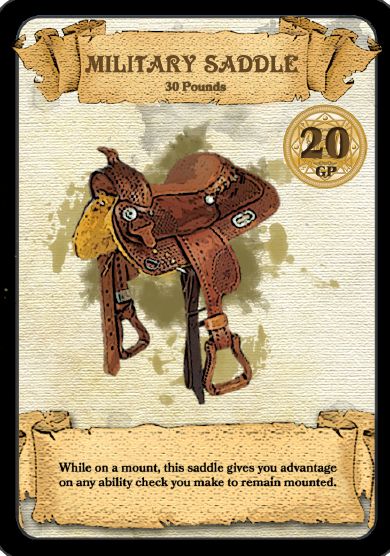 MILITARY SADDLE
30 Pounds
20
GP
While on a mount, this saddle gives you advantage
on any ability check you make to remain mounted.